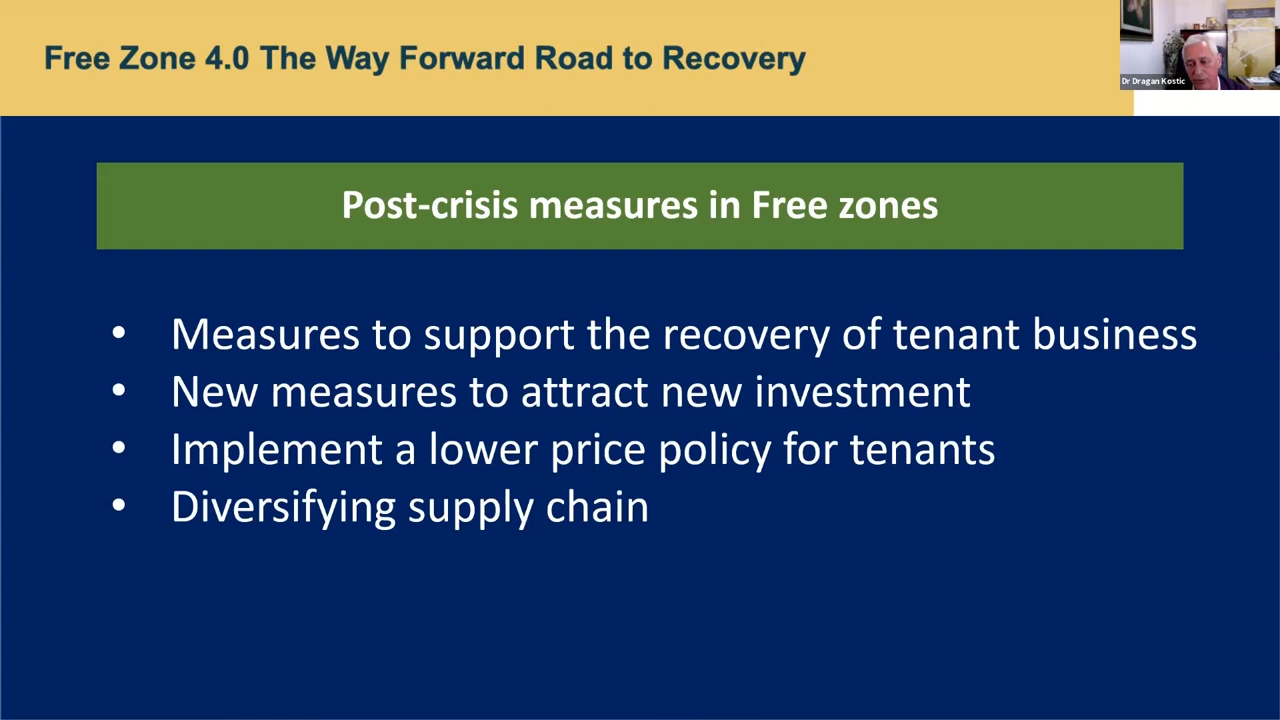 Free Zone 4.0 The Way Forward Road to Recovery
Dr Dragan Kostic
Post-crisis measures in Free zones
• Measures to support the recovery of tenant business
• New measures to attract new investment
• Implement a lower price policy for tenants
• Diversifying supply chain